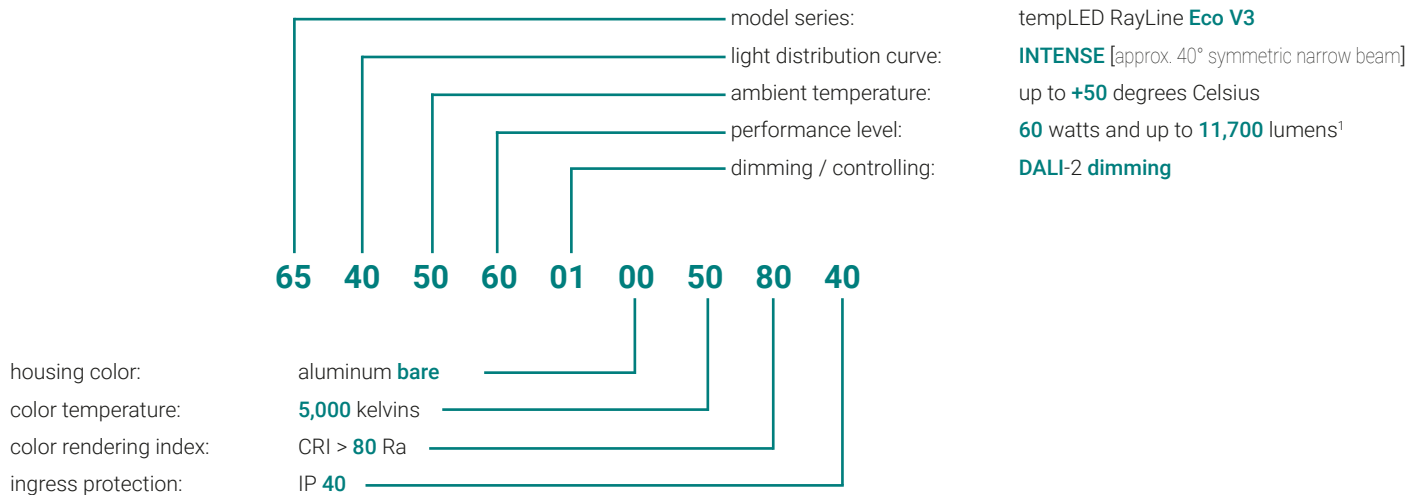 model series: tempLED RayLine Eco V3
light distribution curve: INTENSE [approx. 40° symmetric narrow beam]
ambient temperature: up to +50 degrees Celsius
performance level: 60 watts and up to 11,700 lumens¹
dimming / controlling: DALI-2 dimming
65 40 50 60 01 00 50 80 40
housing color: aluminum bare
color temperature: 5,000 kelvins
color rendering index: CRI > 80 Ra
ingress protection: IP 40